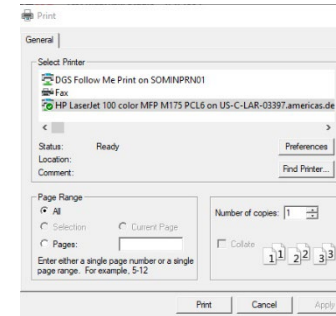 Print
General
Select Printer
DGS Follow Me Print on SOMINPRN01
Fax
HP LaserJet 100 color MFP M175 PCL6 on US-C-LAR-03397.americas.de
Status: Ready Preferences
Location:
Comment: Find Printer...
Page Range
All Number of copies: 1
Selection Current Page
Pages: Collate
Enter either a single page number or a single
page range. For example, 5-12
1 1 2 2 3 3
Print Cancel Apply